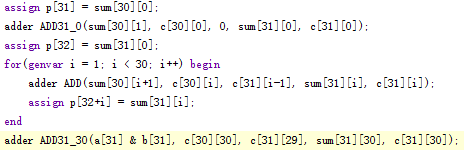 assign p[31] = sum[30][0];
adder ADD31_0(sum[30][1], c[30][0], 0, sum[31][0], c[31][0]);
assign p[32] = sum[31][0];
for(genvar i = 1; i < 30; i++) begin
    adder ADD(sum[30][i+1], c[30][i], c[31][i-1], sum[31][i], c[31][i]);
    assign p[32+i] = sum[31][i];
end
adder ADD31_30(a[31] & b[31], c[30][30], c[31][29], sum[31][30], c[31][30]);